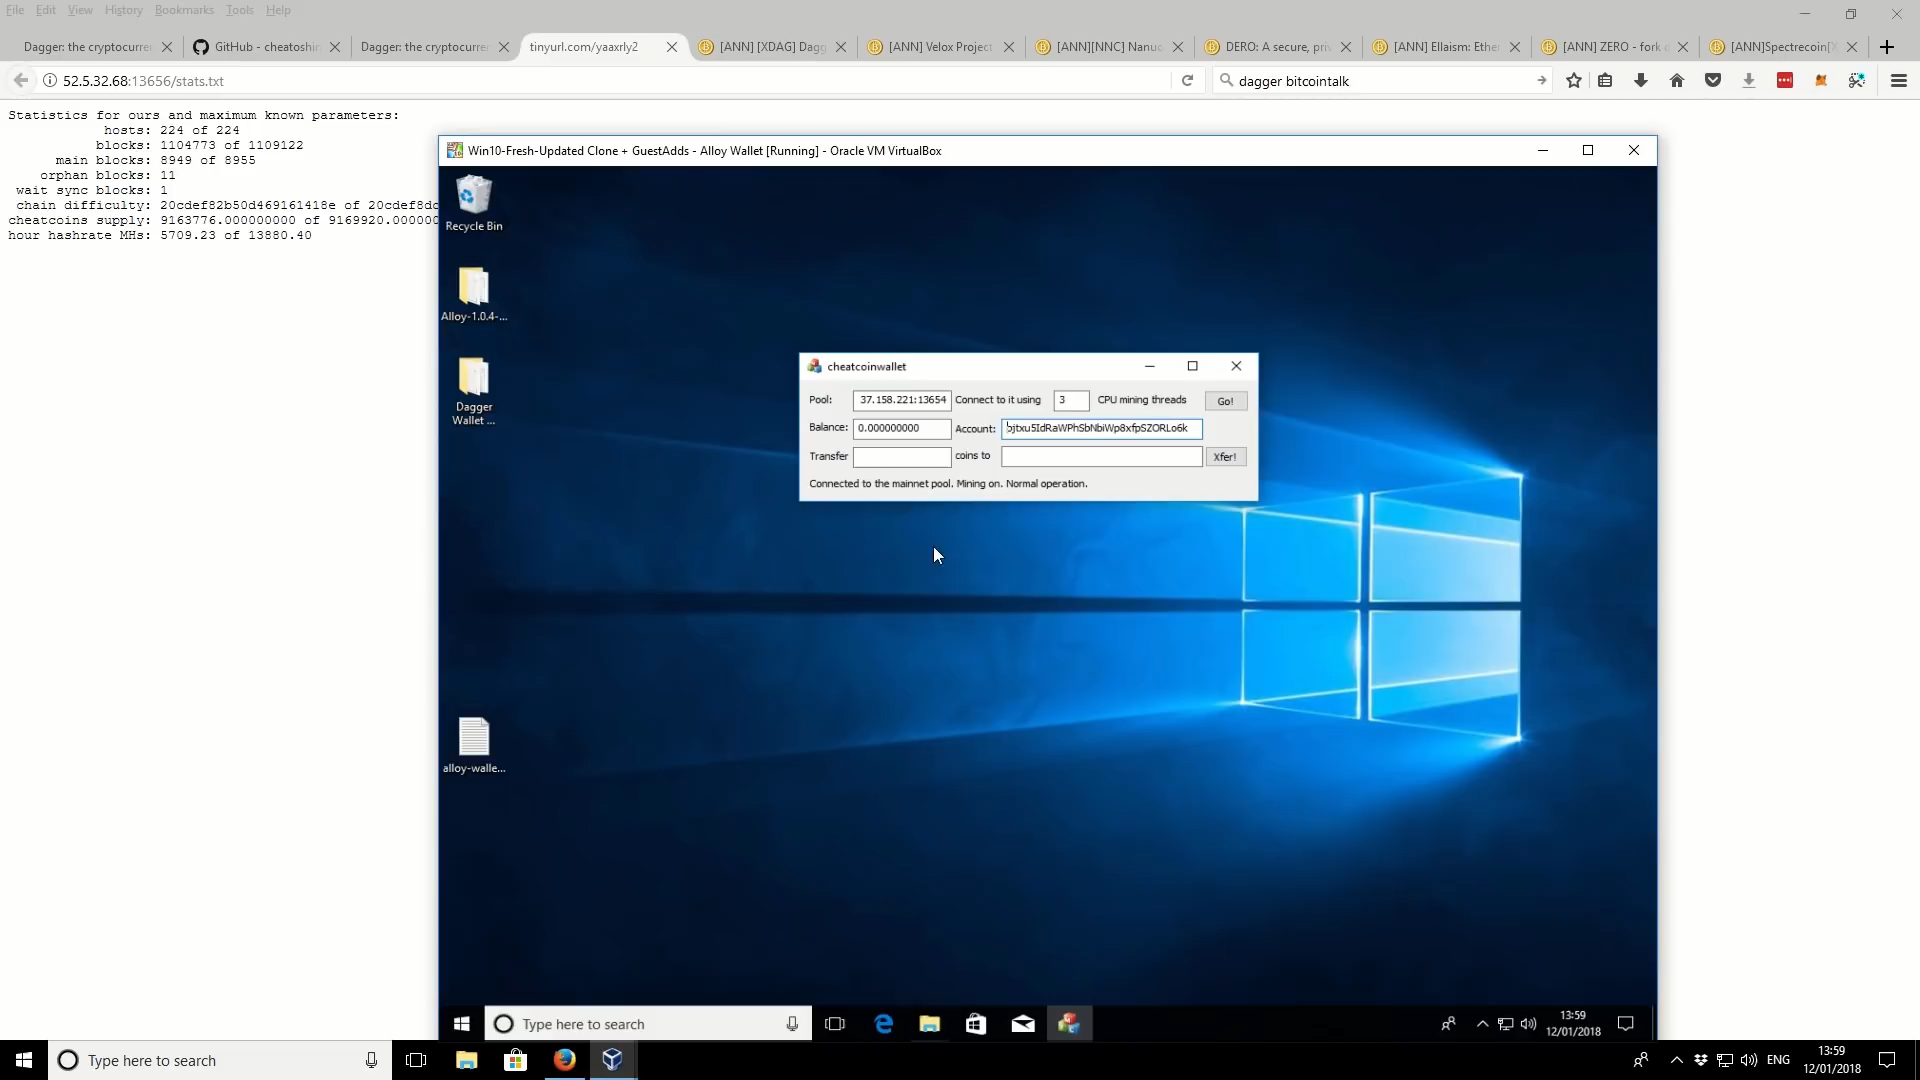 File Edit View History Bookmarks Tools Help
Dagger: the cryptocurre
GitHub - cheatoshi
Dagger: the cryptocurre
tinyurl.com/yaaxrly2
[ANN] [XDAG] Dagg
[ANN] Velox Project
[ANN][NNC] Nanuc
DERO: A secure, pri
[ANN] Ellaism: Ethe
[ANN] ZERO - fork o
[ANN]Spectrecoin[X
52.5.32.68:13656/stats.txt
dagger bitcointalk
Statistics for ours and maximum known parameters:
hosts: 224 of 224
blocks: 1104773 of 1109122
main blocks: 8949 of 8955
orphan blocks: 11
wait sync blocks: 1
chain difficulty: 20cdef82b50d469161418e of 20cdef8dc
cheatcoins supply: 9163776.000000000 of 9169920.000000
hour hashrate MHs: 5709.23 of 13880.40
Win10-Fresh-Updated Clone + GuestAdds - Alloy Wallet [Running] - Oracle VM VirtualBox
Recycle Bin
Alloy-1.0.4-...
Dagger
Wallet ...
alloy-walle...
cheatcoinwallet
Pool: 37.158.221:13654 Connect to it using 3 CPU mining threads Go!
Balance: 0.000000000 Account: bjtxu5IdRaWPhSbNbiWp8xfpSZORLo6k
Transfer coins to Xfer!
Connected to the mainnet pool. Mining on. Normal operation.
Type here to search
13:59
12/01/2018
Type here to search
ENG
13:59
12/01/2018